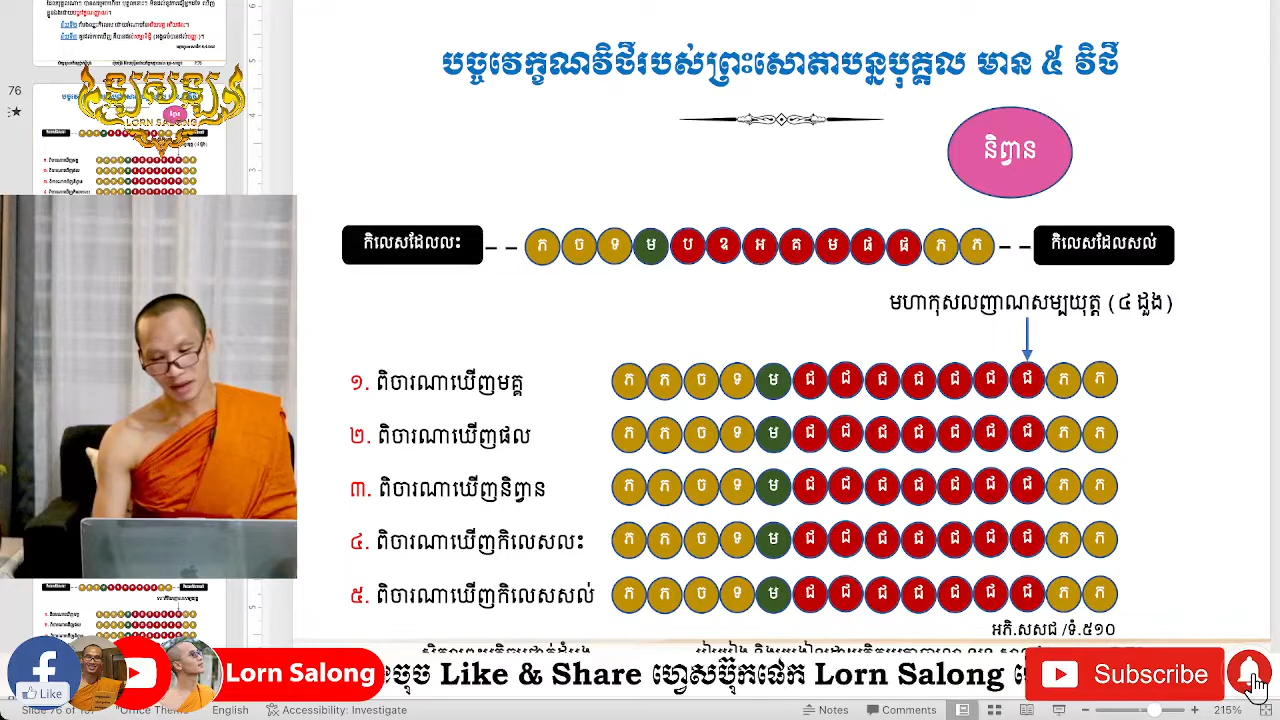 76
LORN SALONG
បច្ចវេក្ខណវិថីរបស់ព្រះសោតាបន្នបុគ្គល មាន ៥ វិថី
និព្វាន
កិលេសដែលលះ
ភ ច ទ ម ប ឧ អ គ ម ផ ផ ភ ភ
កិលេសដែលសល់
មហាកុសលញាណសម្បយុត្ត (៤ ដួង)
១. ពិចារណាឃើញមគ្គ
ភ ភ ច ទ ម ជ ជ ជ ជ ជ ជ ជ ភ ភ
២. ពិចារណាឃើញផល
ភ ភ ច ទ ម ជ ជ ជ ជ ជ ជ ជ ភ ភ
៣. ពិចារណាឃើញនិព្វាន
ភ ភ ច ទ ម ជ ជ ជ ជ ជ ជ ជ ភ ភ
៤. ពិចារណាឃើញកិលេសលះ
ភ ភ ច ទ ម ជ ជ ជ ជ ជ ជ ជ ភ ភ
៥. ពិចារណាឃើញកិលេសសល់
ភ ភ ច ទ ម ជ ជ ជ ជ ជ ជ ជ ភ ភ
អភិ.សសជ /ទំ.៥១០
Like
Lorn Salong
ចុច Like & Share ហ្វេសប៊ុកផេក Lorn Salong
Subscribe
Slide 76 of 107
Office Theme
English
Accessibility: Investigate
Notes
Comments
215%